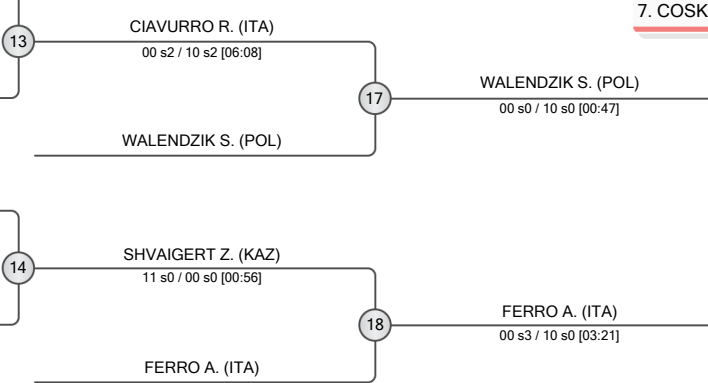 7. COSK
13
CIAVURRO R. (ITA)
00 s2 / 10 s2 [06:08]
17
WALENDZIK S. (POL)
00 s0 / 10 s0 [00:47]
WALENDZIK S. (POL)
14
SHVAIGERT Z. (KAZ)
11 s0 / 00 s0 [00:56]
18
FERRO A. (ITA)
00 s3 / 10 s0 [03:21]
FERRO A. (ITA)